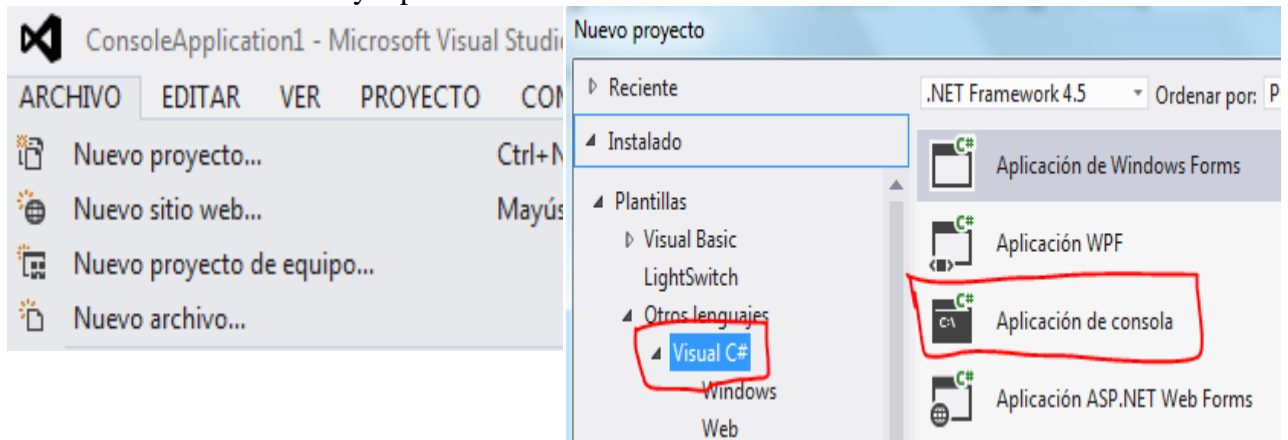 ConsoleApplication1 - Microsoft Visual Studio
ARCHIVO EDITAR VER PROYECTO
Nuevo proyecto... Ctrl+N
Nuevo sitio web... Mayús
Nuevo proyecto de equipo...
Nuevo archivo...
Nuevo proyecto
Reciente
Instalado
Plantillas
Visual Basic
LightSwitch
Otros lenguajes
Visual C#
Windows
Web
.NET Framework 4.5 Ordenar por: P
C# Aplicación de Windows Forms
C# Aplicación WPF
C# C:\ Aplicación de consola
C# Aplicación ASP.NET Web Forms